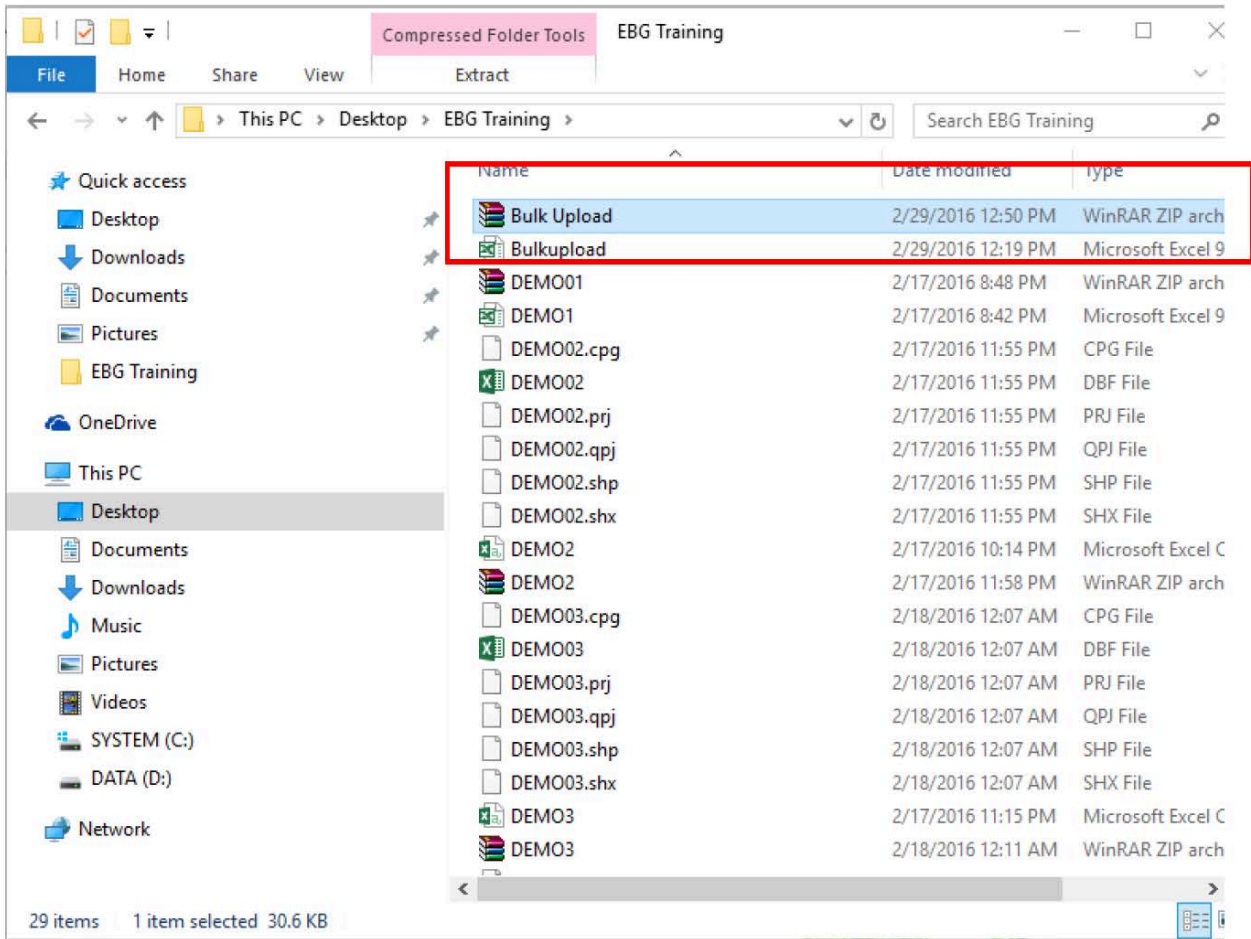 Compressed Folder Tools EBG Training
File Home Share View Extract
This PC > Desktop > EBG Training > Search EBG Training
Name Date modified Type
Quick access
Desktop
Downloads
Documents
Pictures
EBG Training
OneDrive
This PC
Desktop
Documents
Downloads
Music
Pictures
Videos
SYSTEM (C:)
DATA (D:)
Network
Bulk Upload 2/29/2016 12:50 PM WinRAR ZIP arch
Bulkupload 2/29/2016 12:19 PM Microsoft Excel 9
DEMO01 2/17/2016 8:48 PM WinRAR ZIP arch
DEMO1 2/17/2016 8:42 PM Microsoft Excel 9
DEMO02.cpg 2/17/2016 11:55 PM CPG File
DEMO02 2/17/2016 11:55 PM DBF File
DEMO02.prj 2/17/2016 11:55 PM PRJ File
DEMO02.qpj 2/17/2016 11:55 PM QPJ File
DEMO02.shp 2/17/2016 11:55 PM SHP File
DEMO02.shx 2/17/2016 11:55 PM SHX File
DEMO2 2/17/2016 10:14 PM Microsoft Excel C
DEMO2 2/17/2016 11:58 PM WinRAR ZIP arch
DEMO03.cpg 2/18/2016 12:07 AM CPG File
DEMO03 2/18/2016 12:07 AM DBF File
DEMO03.prj 2/18/2016 12:07 AM PRJ File
DEMO03.qpj 2/18/2016 12:07 AM QPJ File
DEMO03.shp 2/18/2016 12:07 AM SHP File
DEMO03.shx 2/18/2016 12:07 AM SHX File
DEMO3 2/17/2016 11:15 PM Microsoft Excel C
DEMO3 2/18/2016 12:11 AM WinRAR ZIP arch
29 items 1 item selected 30.6 KB